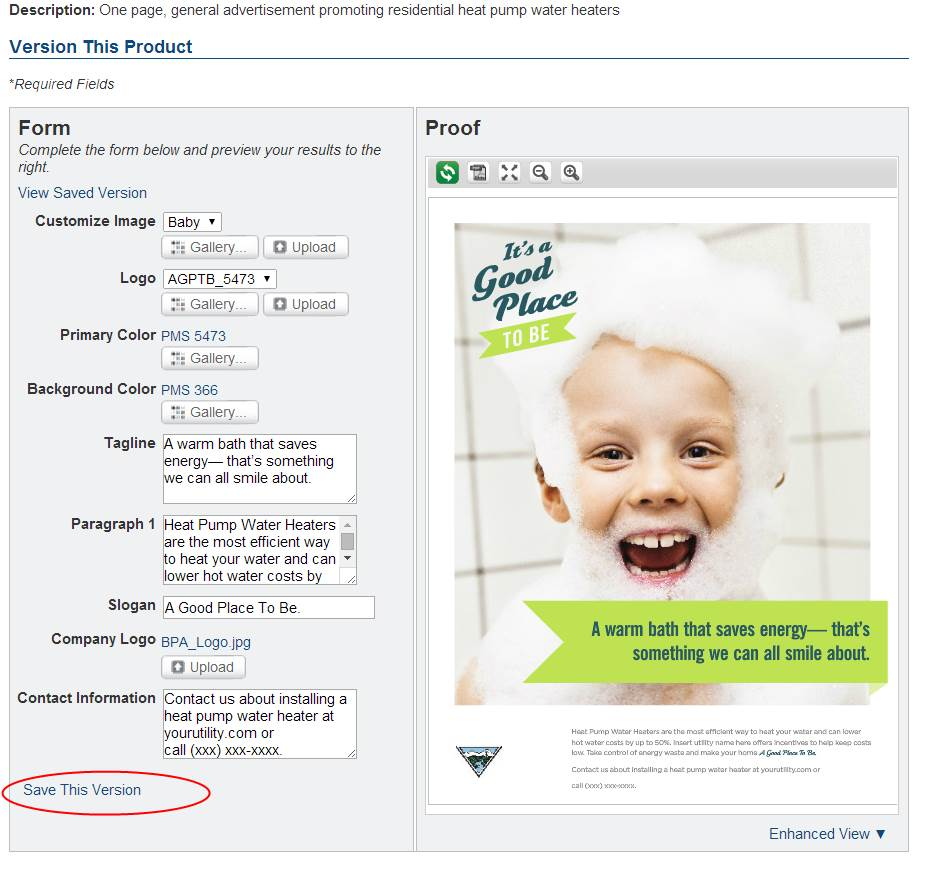 Description: One page, general advertisement promoting residential heat pump water heaters
Version This Product
*Required Fields
Form
Complete the form below and preview your results to the
right.
View Saved Version
Customize Image Baby ▼
Gallery... Upload
Logo AGPTB_5473 ▼
Gallery... Upload
Primary Color PMS 5473
Gallery...
Background Color PMS 366
Gallery...
Tagline A warm bath that saves
energy— that's something
we can all smile about.
Paragraph 1 Heat Pump Water Heaters
are the most efficient way
to heat your water and can
lower hot water costs by
Slogan A Good Place To Be.
Company Logo BPA_Logo.jpg
Upload
Contact Information Contact us about installing a
heat pump water heater at
yourutility.com or
call (xxx) xxx-xxxx.
Save This Version
Proof
It's a
Good
Place
TO BE
A warm bath that saves energy— that's
something we can all smile about.
Heat Pump Water Heaters are the most efficient way to heat your water and can lower
hot water costs by up to 50%. Insert utility name here offers incentives to help keep costs
low. Take control of energy waste and make your home A Good Place To Be.
Contact us about installing a heat pump water heater at yourutility.com or
call (xxx) xxx-xxxx.
Enhanced View ▼